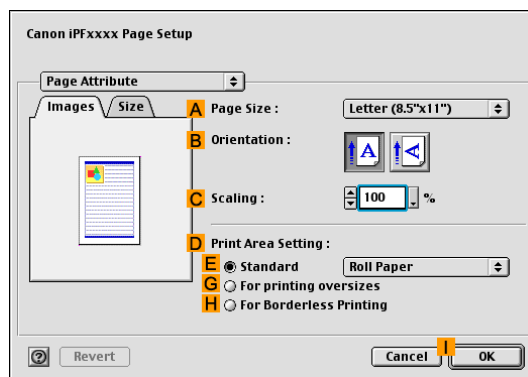 Canon iPFxxxx Page Setup
Page Attribute
Images Size
A Page Size : Letter (8.5"x11")
B Orientation : A A
C Scaling : 100 %
D Print Area Setting :
E Standard Roll Paper
G For printing oversizes
H For Borderless Printing
? Revert Cancel I OK